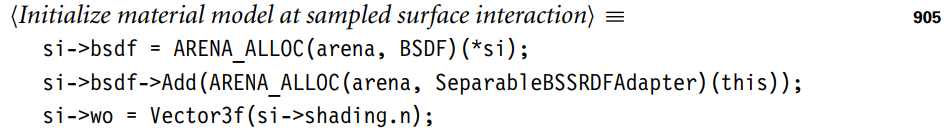 ⟨Initialize material model at sampled surface interaction⟩ ≡ 905
si->bsdf = ARENA_ALLOC(arena, BSDF)(*si);
si->bsdf->Add(ARENA_ALLOC(arena, SeparableBSSRDFAdapter)(this));
si->wo = Vector3f(si->shading.n);